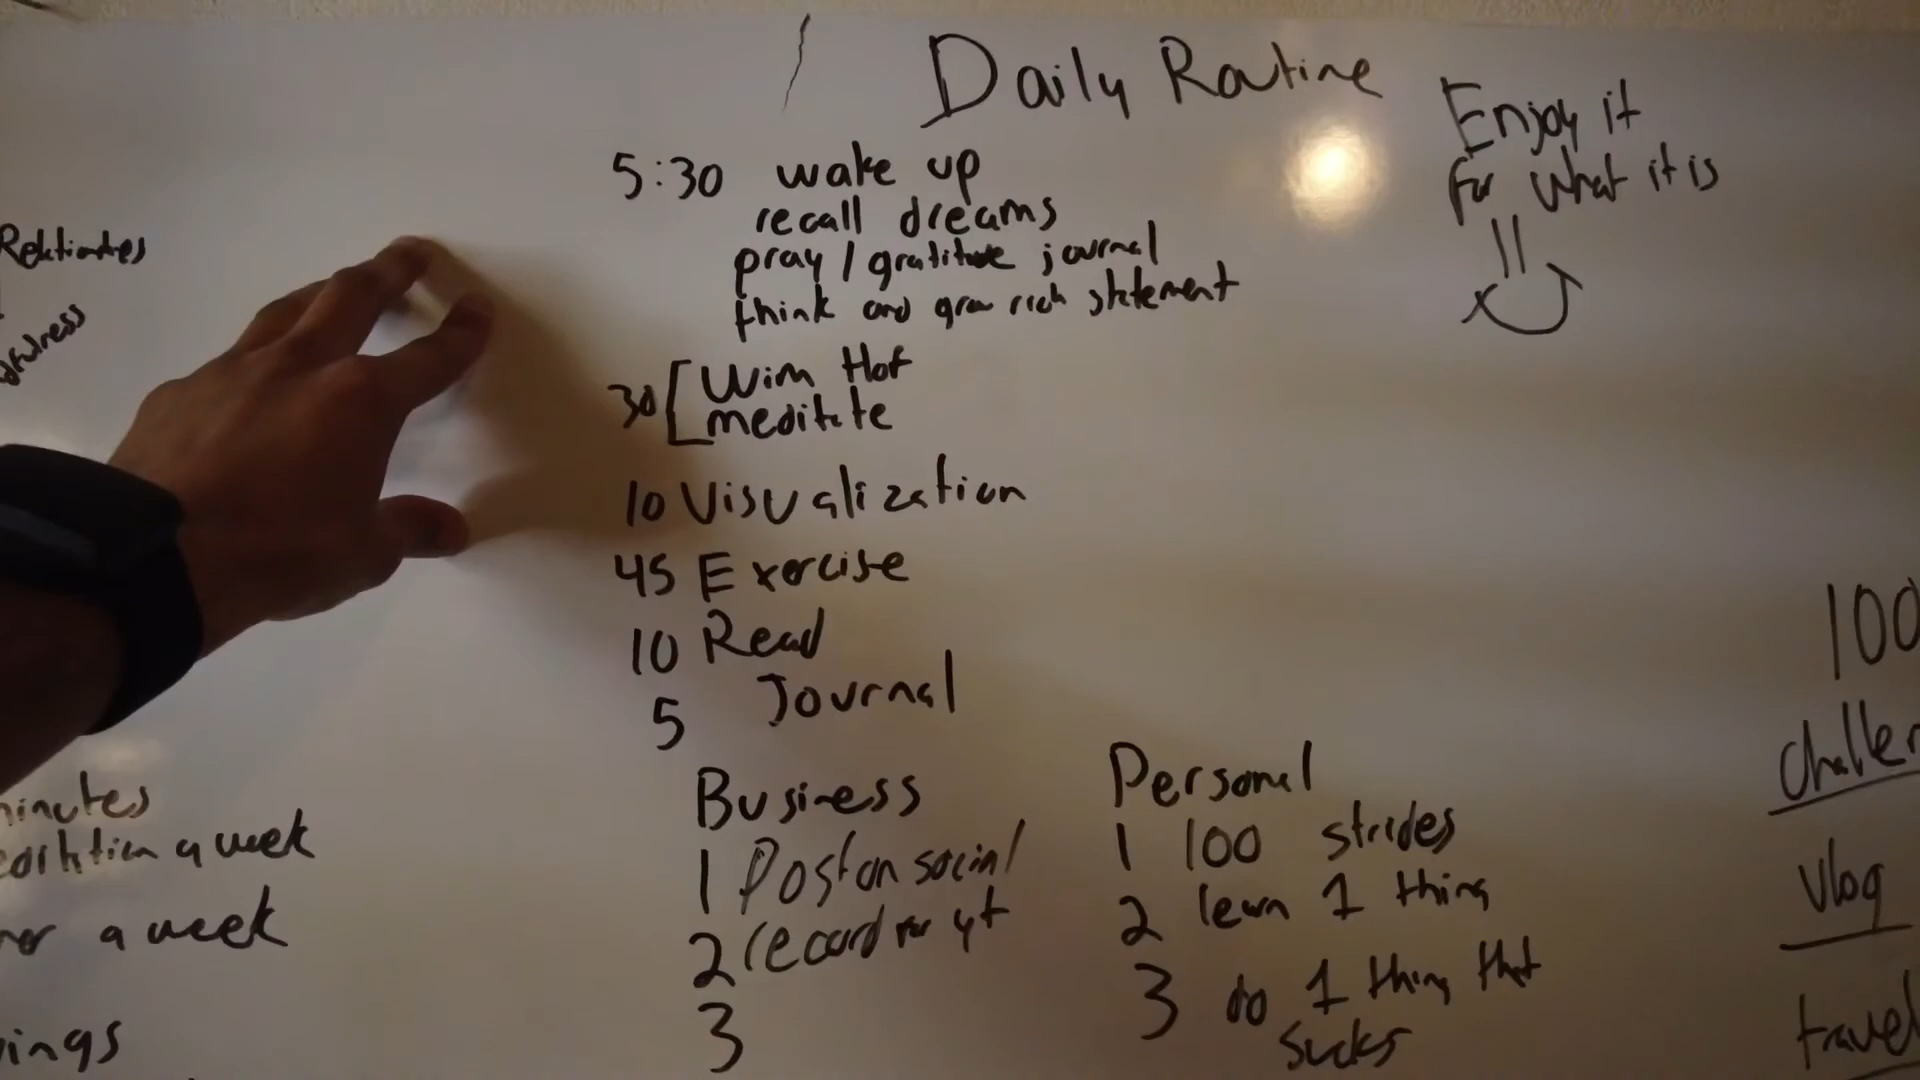 Daily Routine
Enjoy it
for what it is
5:30 wake up
recall dreams
pray / gratitude journal
think and grow rich statement
30 [ Wim Hof
meditate
10 Visualization
45 Exercise
10 Read
5 Journal
Business
1 Post on social
2 record for yt
3
Personal
1 100 strides
2 learn 1 thing
3 do 1 thing that
sucks
a week
a week
100
vlog
travel